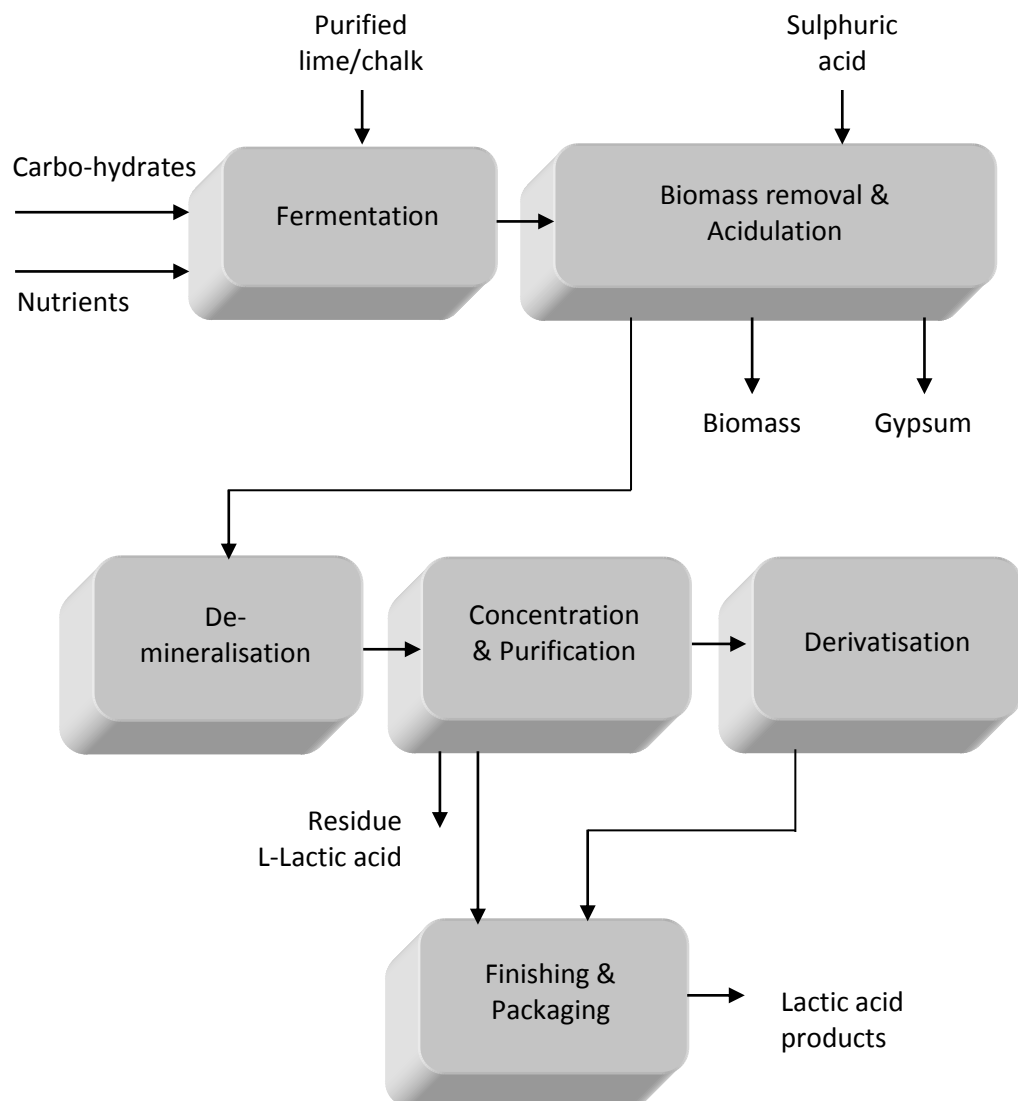 Purified
lime/chalk
Sulphuric
acid
Carbo-hydrates
Nutrients
Fermentation
Biomass removal &
Acidulation
Biomass
Gypsum
De-
mineralisation
Concentration
& Purification
Derivatisation
Residue
L-Lactic acid
Finishing &
Packaging
Lactic acid
products